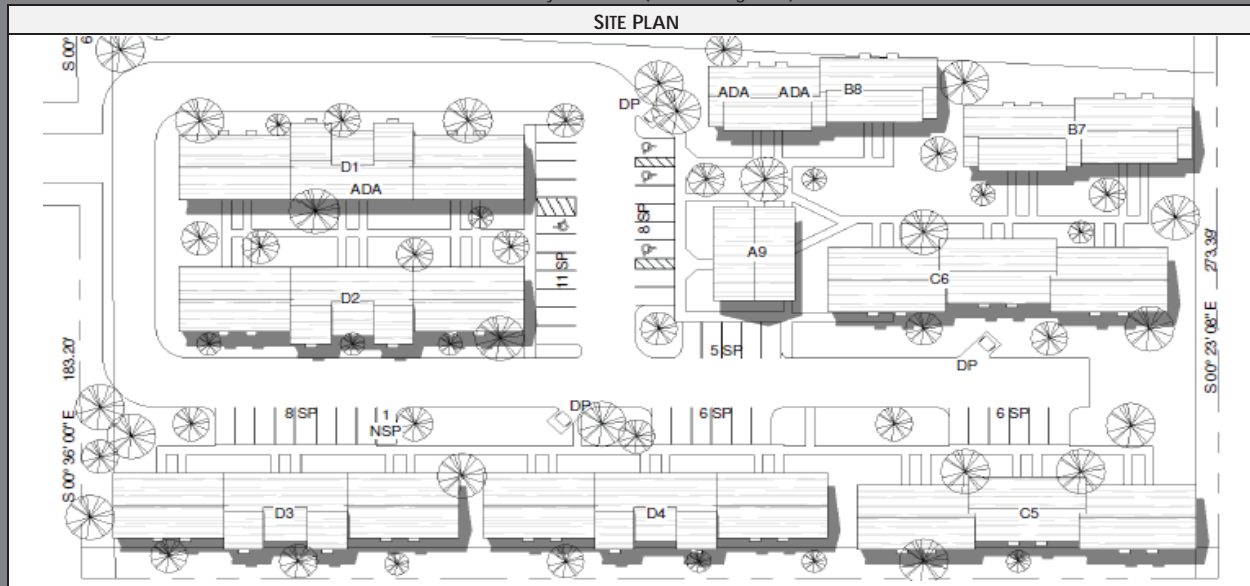 SITE PLAN
S 00°
6
ADA
ADA
B8
DP
B7
D1
ADA
8 SP
A9
11 SP
C6
D2
273.39'
S 00° 23' 08" E
183.20'
5 SP
DP
S 00° 36' 00" E
8 SP
1
NSP
DP
6 SP
6 SP
D3
D4
C5